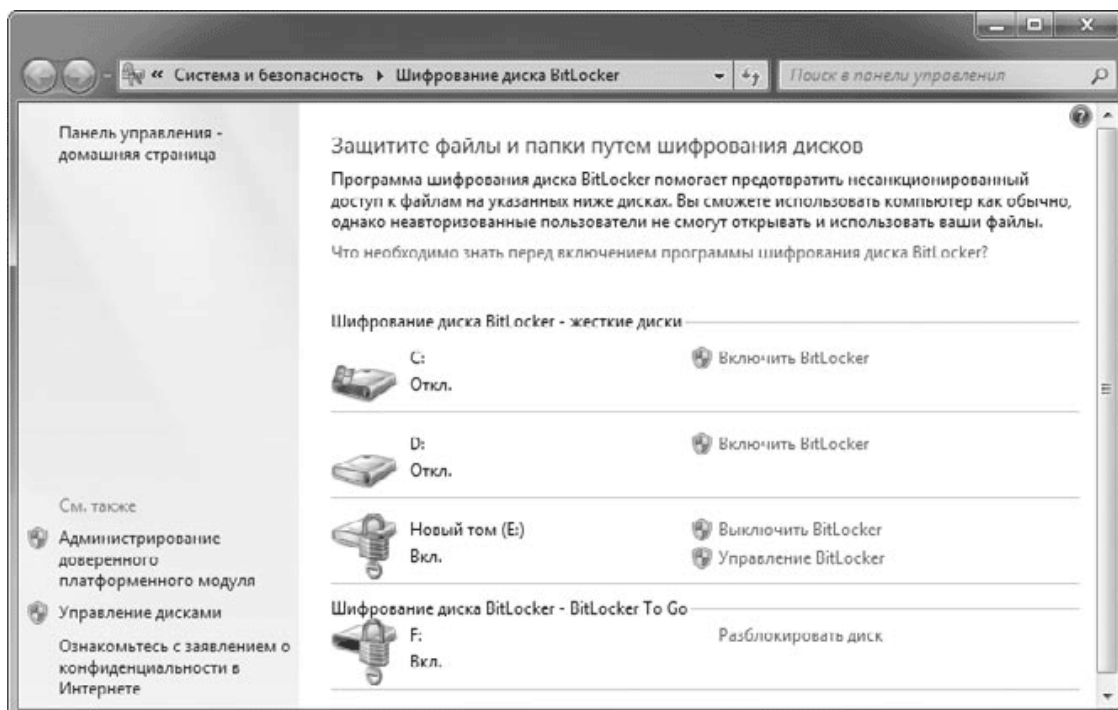 « Система и безопасность ▸ Шифрование диска BitLocker
Поиск в панели управления
Панель управления -
домашняя страница
Защитите файлы и папки путем шифрования дисков
Программа шифрования диска BitLocker помогает предотвратить несанкционированный
доступ к файлам на указанных ниже дисках. Вы сможете использовать компьютер как обычно,
однако неавторизованные пользователи не смогут открывать и использовать ваши файлы.
Что необходимо знать перед включением программы шифрования диска BitLocker?
Шифрование диска BitLocker - жесткие диски
C:
Включить BitLocker
Откл.
D:
Включить BitLocker
Откл.
Новый том (E:)
Выключить BitLocker
Вкл.
Управление BitLocker
Шифрование диска BitLocker - BitLocker To Go
F:
Разблокировать диск
Вкл.
См. также
Администрирование
доверенного
платформенного модуля
Управление дисками
Ознакомьтесь с заявлением о
конфиденциальности в
Интернете